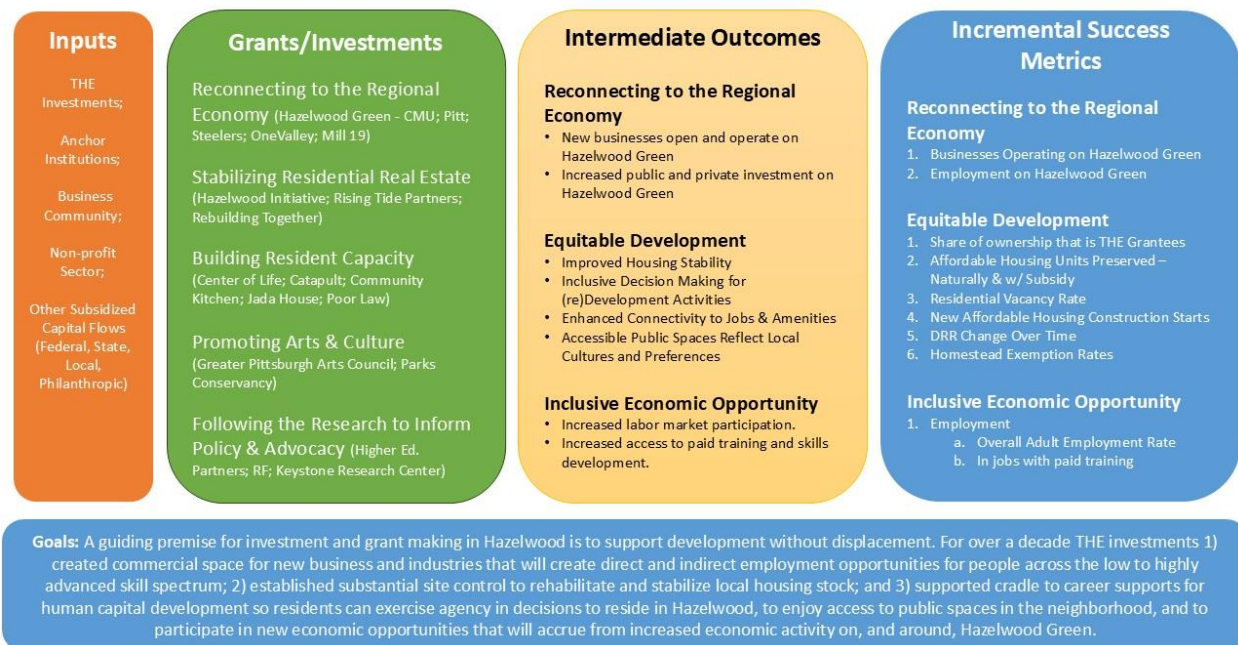 Inputs
THE
Investments;
Anchor
Institutions;
Business
Community;
Non-profit
Sector;
Other Subsidized
Capital Flows
(Federal, State,
Local,
Philanthropic)
Grants/Investments
Reconnecting to the Regional
Economy (Hazelwood Green - CMU; Pitt;
Steelers; OneValley; Mill 19)
Stabilizing Residential Real Estate
(Hazelwood Initiative; Rising Tide Partners;
Rebuilding Together)
Building Resident Capacity
(Center of Life; Catapult; Community
Kitchen; Jada House; Poor Law)
Promoting Arts & Culture
(Greater Pittsburgh Arts Council; Parks
Conservancy)
Following the Research to Inform
Policy & Advocacy (Higher Ed.
Partners; RF; Keystone Research Center)
Intermediate Outcomes
Reconnecting to the Regional
Economy
• New businesses open and operate on
Hazelwood Green
• Increased public and private investment on
Hazelwood Green
Equitable Development
• Improved Housing Stability
• Inclusive Decision Making for
(re)Development Activities
• Enhanced Connectivity to Jobs & Amenities
• Accessible Public Spaces Reflect Local
Cultures and Preferences
Inclusive Economic Opportunity
• Increased labor market participation.
• Increased access to paid training and skills
development.
Incremental Success
Metrics
Reconnecting to the Regional
Economy
1. Businesses Operating on Hazelwood Green
2. Employment on Hazelwood Green
Equitable Development
1. Share of ownership that is THE Grantees
2. Affordable Housing Units Preserved –
Naturally & w/ Subsidy
3. Residential Vacancy Rate
4. New Affordable Housing Construction Starts
5. DRR Change Over Time
6. Homestead Exemption Rates
Inclusive Economic Opportunity
1. Employment
a. Overall Adult Employment Rate
b. In jobs with paid training
Goals: A guiding premise for investment and grant making in Hazelwood is to support development without displacement. For over a decade THE investments 1)
created commercial space for new business and industries that will create direct and indirect employment opportunities for people across the low to highly
advanced skill spectrum; 2) established substantial site control to rehabilitate and stabilize local housing stock; and 3) supported cradle to career supports for
human capital development so residents can exercise agency in decisions to reside in Hazelwood, to enjoy access to public spaces in the neighborhood, and to
participate in new economic opportunities that will accrue from increased economic activity on, and around, Hazelwood Green.